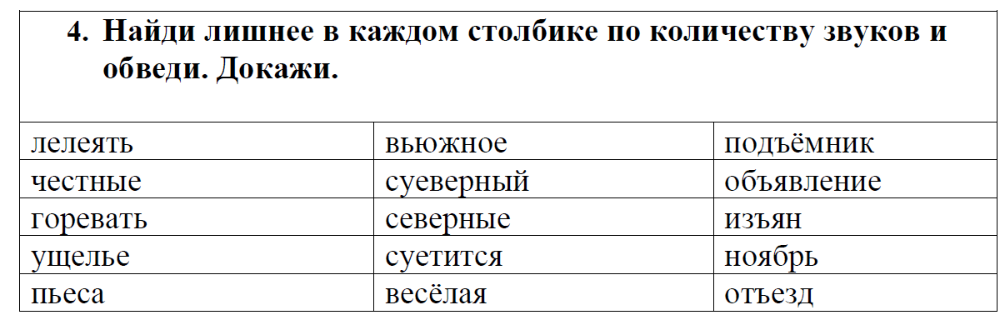 4. Найди лишнее в каждом столбике по количеству звуков и
обведи. Докажи.
лелеять вьюжное подъёмник
честные суеверный объявление
горевать северные изъян
ущелье суетится ноябрь
пьеса весёлая отъезд